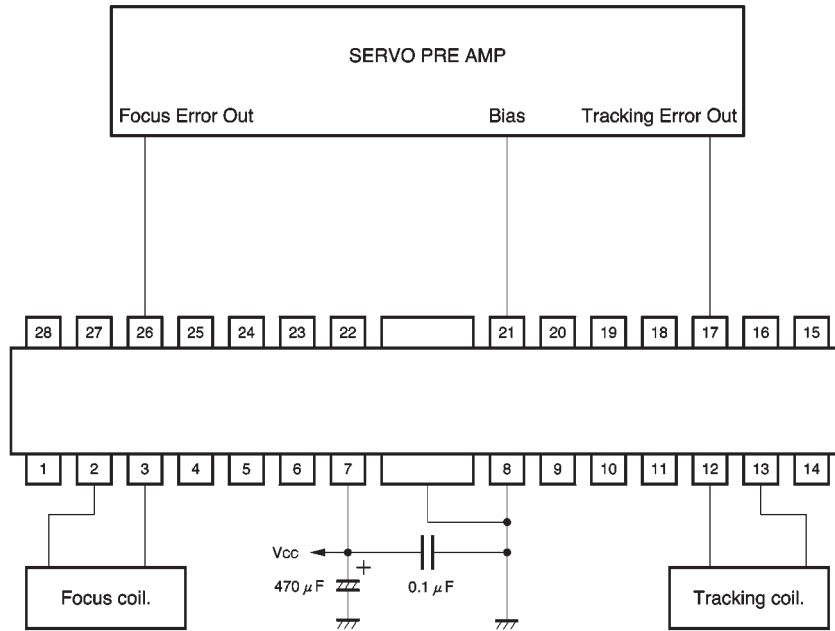 SERVO PRE AMP
Focus Error Out Bias Tracking Error Out
28 27 26 25 24 23 22 21 20 19 18 17 16 15
1 2 3 4 5 6 7 8 9 10 11 12 13 14
Vcc +
470 μF 0.1 μF
Focus coil. Tracking coil.